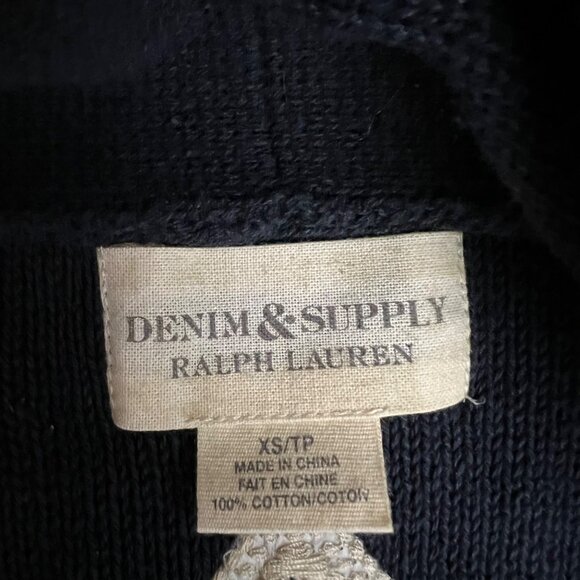 DENIM & SUPPLY
RALPH LAUREN
XS/TP
MADE IN CHINA
FAIT EN CHINE
100% COTTON/COTON